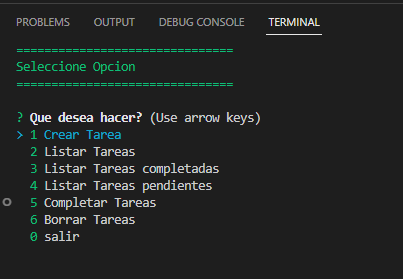 PROBLEMS OUTPUT DEBUG CONSOLE TERMINAL
============================
Seleccione Opcion
============================
? Que desea hacer? (Use arrow keys)
> 1 Crear Tarea
2 Listar Tareas
3 Listar Tareas completadas
4 Listar Tareas pendientes
5 Completar Tareas
6 Borrar Tareas
0 salir